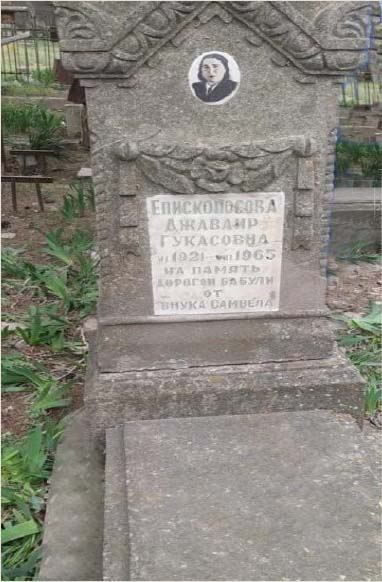 ЕПИСКОПОСОВА
ДЖАВАИР
ГУКАСОВНА
1921 - 1965
НА ПАМЯТЬ
ДОРОГОЙ БАБУЛИ
ОТ
ВНУКА САМВЕЛА